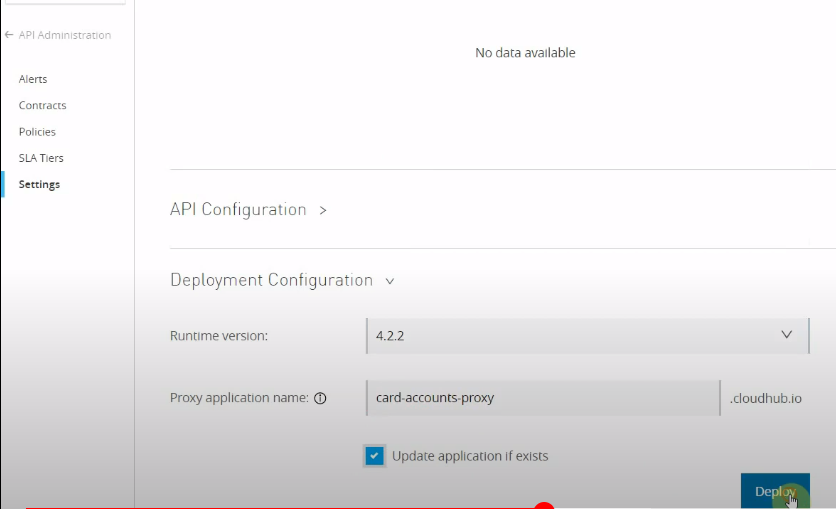 ← API Administration
Alerts
Contracts
Policies
SLA Tiers
Settings
No data available
API Configuration >
Deployment Configuration
Runtime version: 4.2.2
Proxy application name: card-accounts-proxy .cloudhub.io
Update application if exists
Deploy